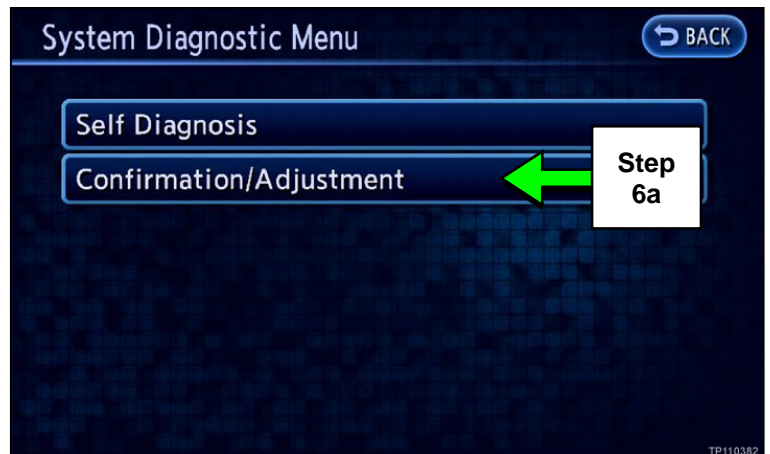 System Diagnostic Menu
BACK
Self Diagnosis
Confirmation/Adjustment
Step
6a
TP110382